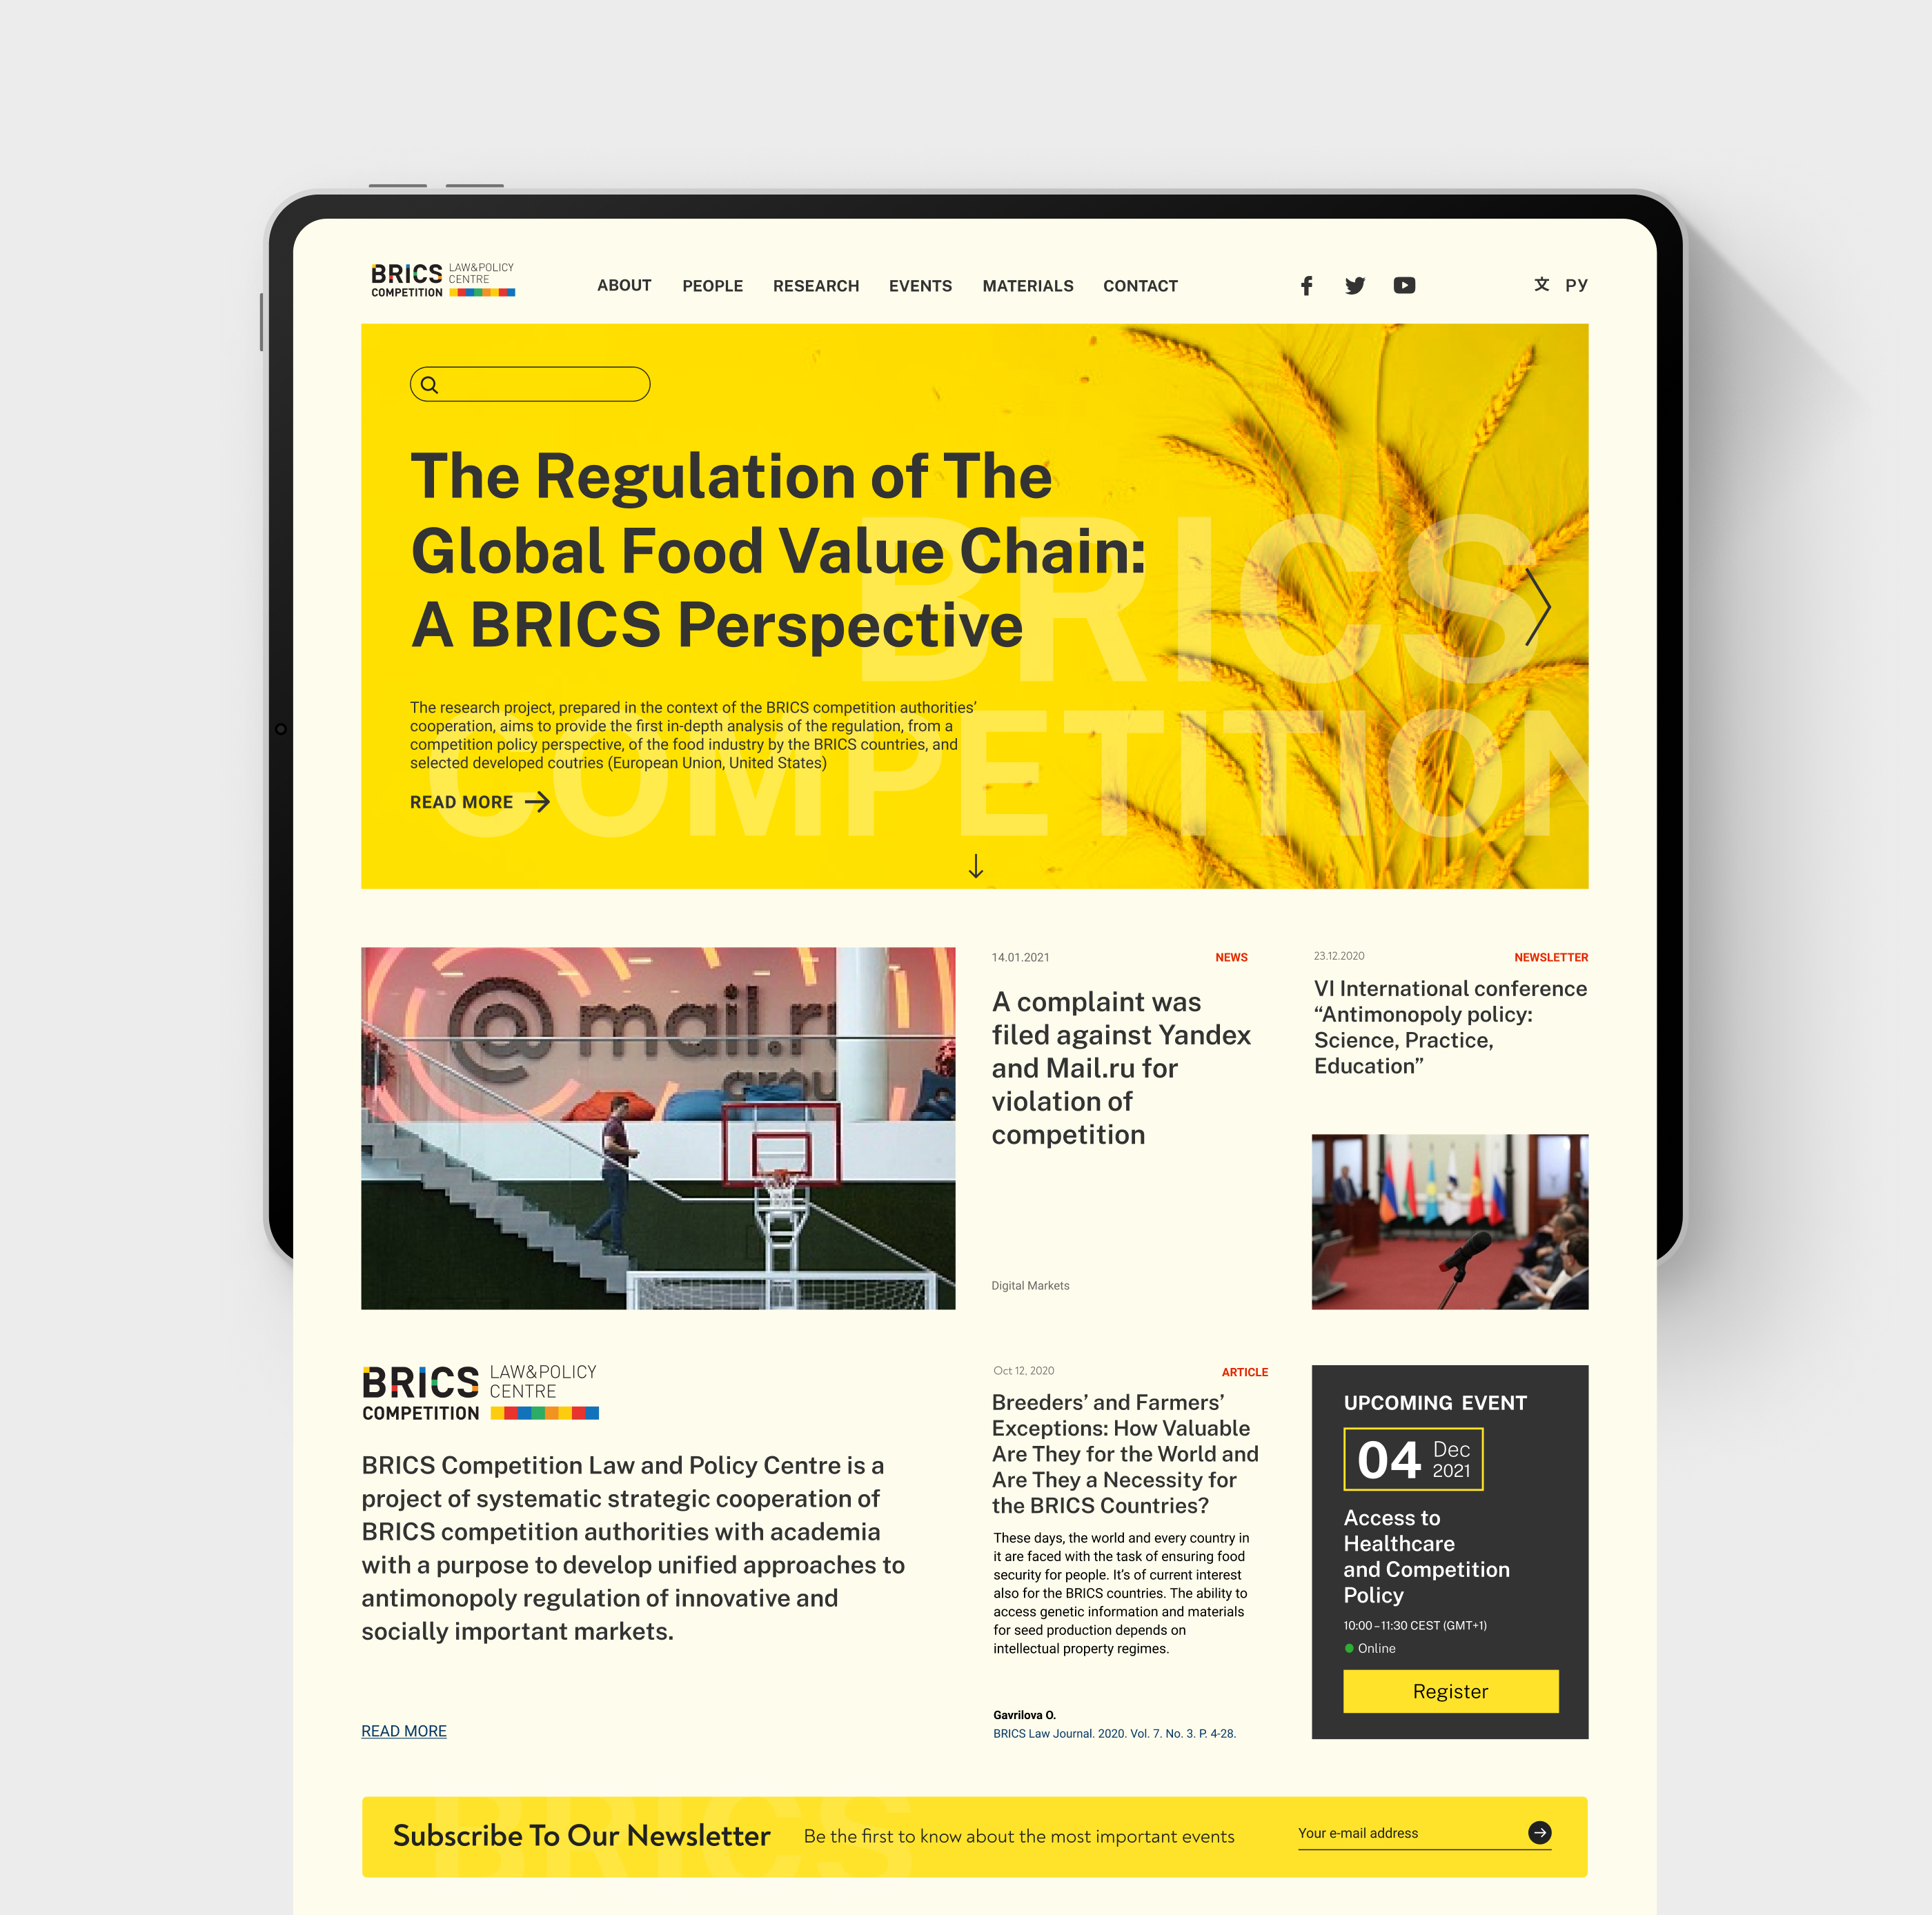 BRICS LAW&POLICY
CENTRE
COMPETITION
ABOUT PEOPLE RESEARCH EVENTS MATERIALS CONTACT
文 РУ
The Regulation of The
Global Food Value Chain:
A BRICS Perspective
BRICS
COMPETITION
The research project, prepared in the context of the BRICS competition authorities’
cooperation, aims to provide the first in-depth analysis of the regulation, from a
competition policy perspective, of the food industry by the BRICS countries, and
selected developed coutries (European Union, United States)
READ MORE
@mail.r
grou
14.01.2021 NEWS
A complaint was
filed against Yandex
and Mail.ru for
violation of
competition
Digital Markets
23.12.2020 NEWSLETTER
VI International conference
“Antimonopoly policy:
Science, Practice,
Education”
BRICS LAW&POLICY
CENTRE
COMPETITION
BRICS Competition Law and Policy Centre is a
project of systematic strategic cooperation of
BRICS competition authorities with academia
with a purpose to develop unified approaches to
antimonopoly regulation of innovative and
socially important markets.
READ MORE
Oct 12, 2020 ARTICLE
Breeders’ and Farmers’
Exceptions: How Valuable
Are They for the World and
Are They a Necessity for
the BRICS Countries?
These days, the world and every country in
it are faced with the task of ensuring food
security for people. It’s of current interest
also for the BRICS countries. The ability to
access genetic information and materials
for seed production depends on
intellectual property regimes.
Gavrilova O.
BRICS Law Journal. 2020. Vol. 7. No. 3. P. 4-28.
UPCOMING EVENT
04 Dec
2021
Access to
Healthcare
and Competition
Policy
10:00–11:30 CEST (GMT+1)
Online
Register
BRICS
Subscribe To Our Newsletter Be the first to know about the most important events Your e-mail address